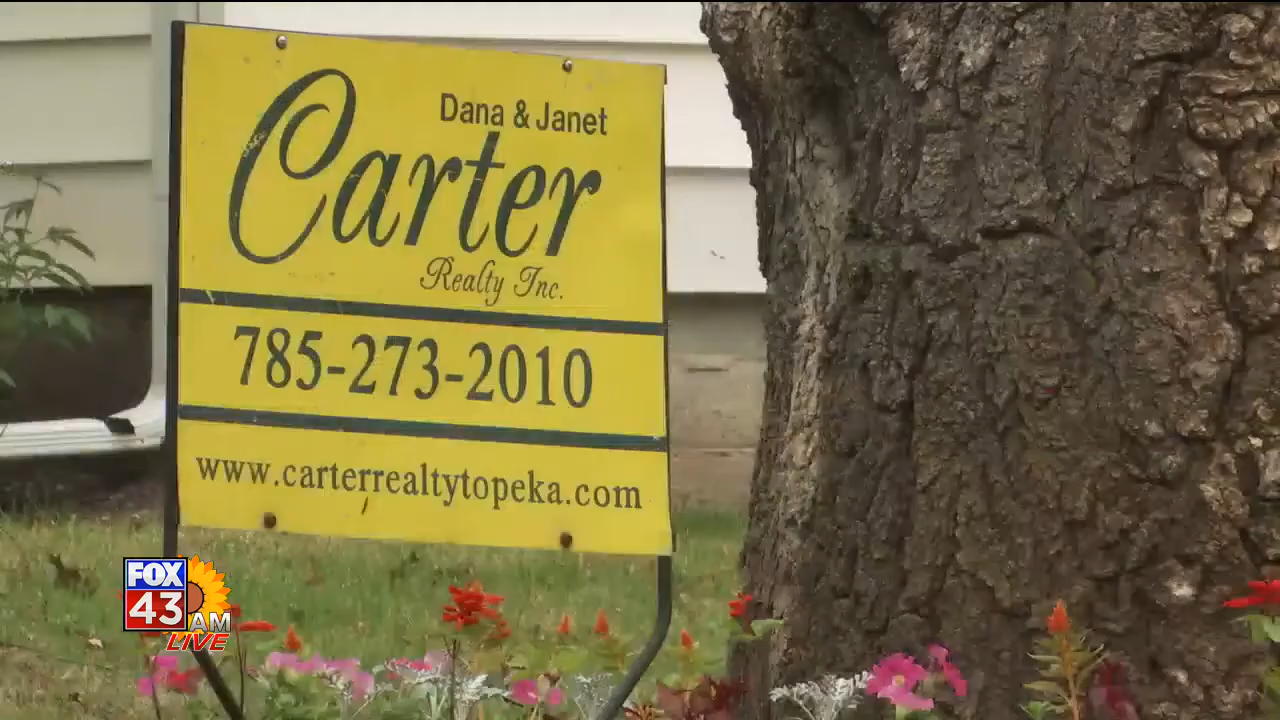 Dana & Janet
Carter
Realty Inc.
785-273-2010
www.carterrealtytopeka.com
FOX
43
AM
LIVE